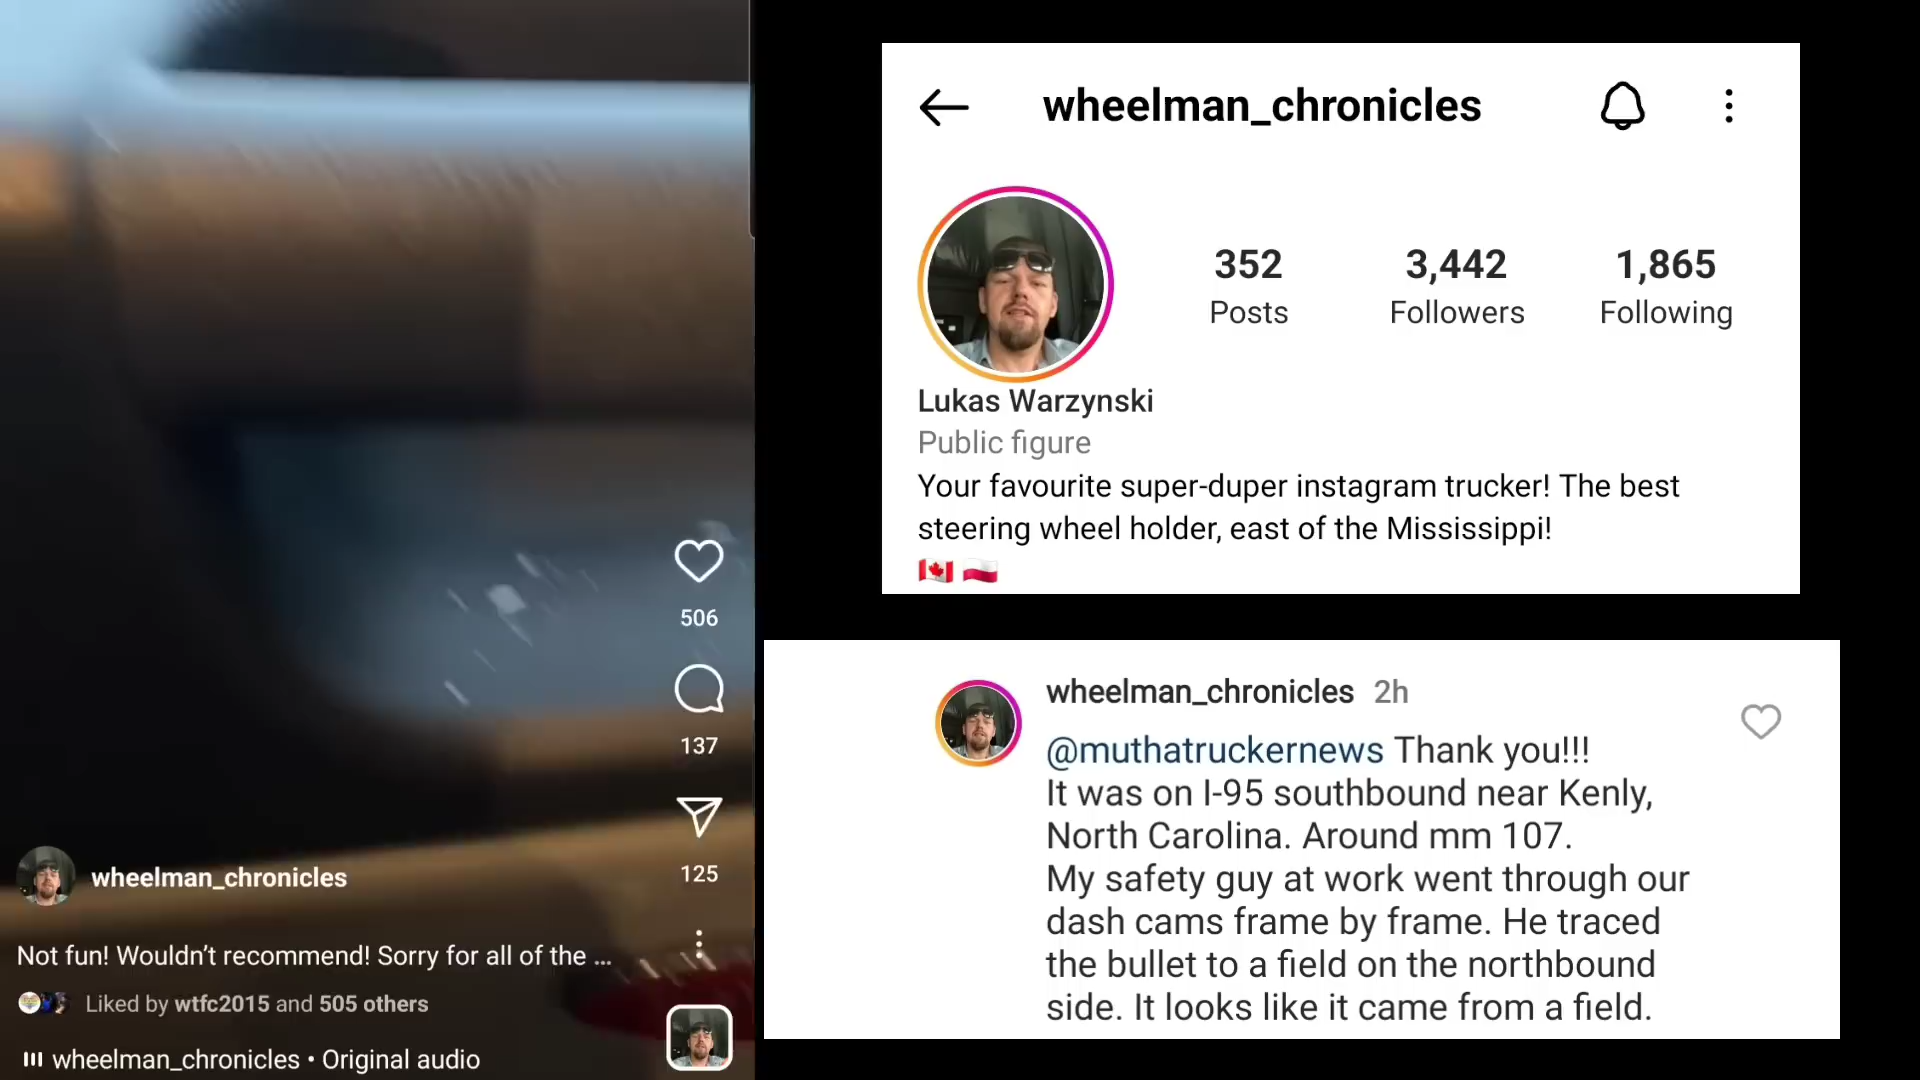 506
137
125
wheelman_chronicles
Not fun! Wouldn't recommend! Sorry for all of the ...
Liked by wtfc2015 and 505 others
wheelman_chronicles • Original audio
wheelman_chronicles
352
Posts
3,442
Followers
1,865
Following
Lukas Warzynski
Public figure
Your favourite super-duper instagram trucker! The best
steering wheel holder, east of the Mississippi!
wheelman_chronicles 2h
@muthatruckernews Thank you!!!
It was on I-95 southbound near Kenly,
North Carolina. Around mm 107.
My safety guy at work went through our
dash cams frame by frame. He traced
the bullet to a field on the northbound
side. It looks like it came from a field.